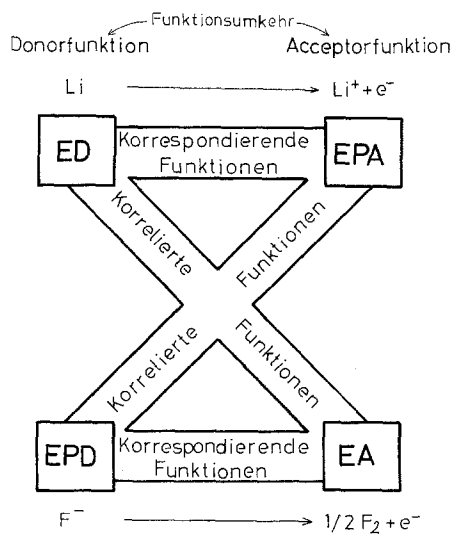 Funktionsumkehr
Donorfunktion Acceptorfunktion
Li → Li⁺ + e⁻
ED Korrespondierende Funktionen EPA
Korrelierte Funktionen
Korrelierte Funktionen
EPD Korrespondierende Funktionen EA
F⁻ → 1/2 F₂ + e⁻